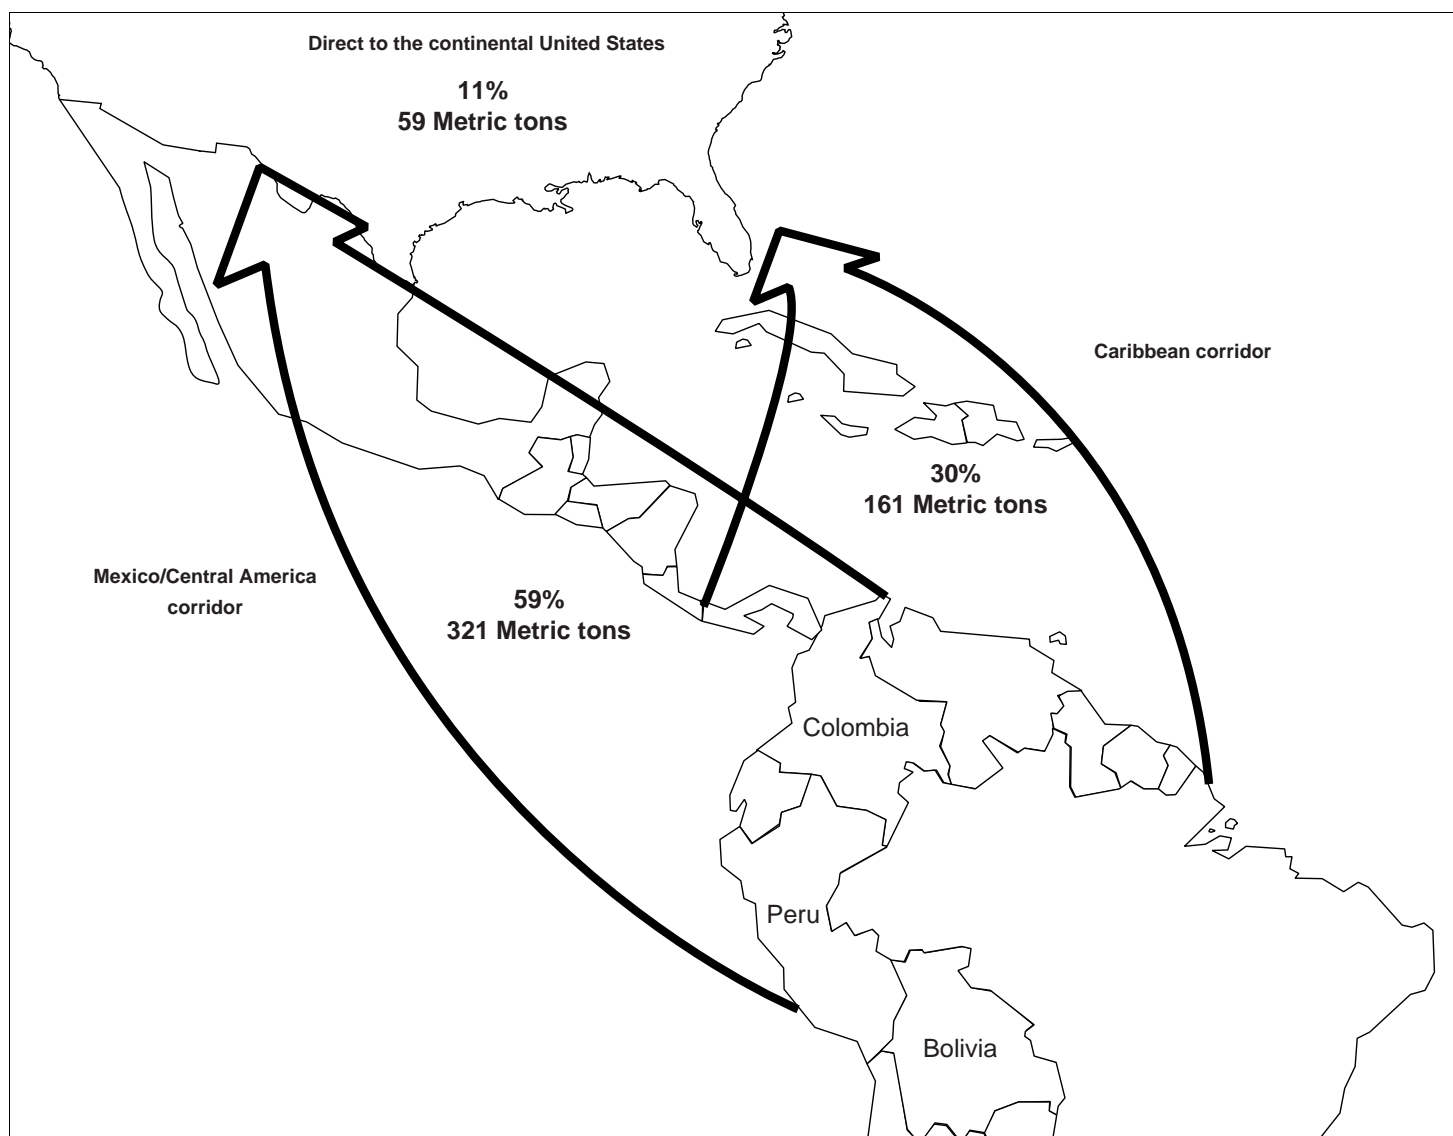 Direct to the continental United States
11%
59 Metric tons
Caribbean corridor
30%
161 Metric tons
Mexico/Central America
corridor
59%
321 Metric tons
Colombia
Peru
Bolivia